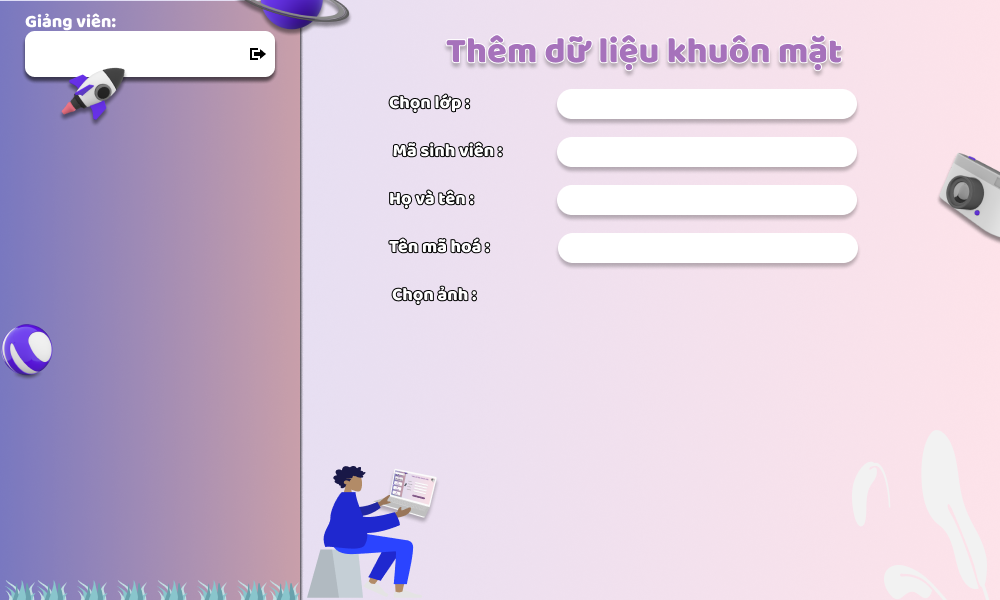 Giảng viên:
Thêm dữ liệu khuôn mặt
Chọn lớp :
Mã sinh viên :
Họ và tên :
Tên mã hoá :
Chọn ảnh :